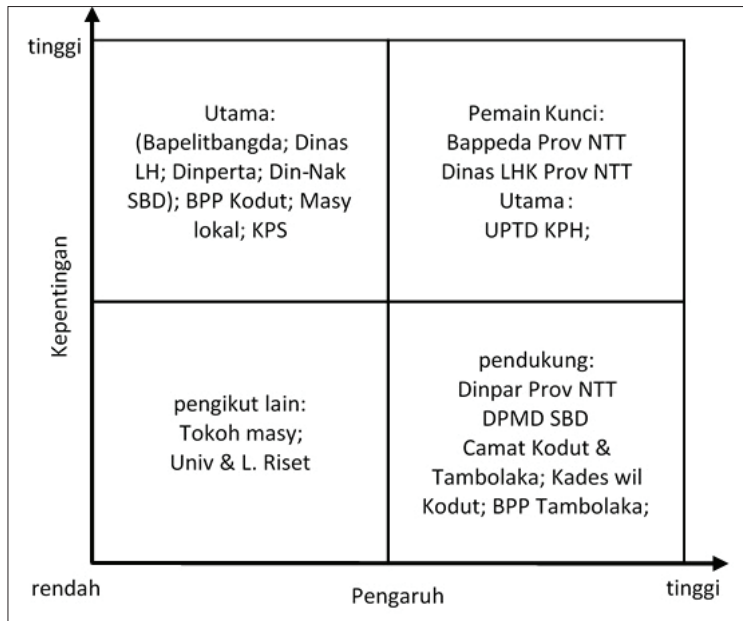 tinggi
Utama:
(Bapelitbangda; Dinas
LH; Dinperta; Din-Nak
SBD); BPP Kodut; Masy
lokal; KPS
Pemain Kunci:
Bappeda Prov NTT
Dinas LHK Prov NTT
Utama:
UPTD KPH;
Kepentingan
pengikut lain:
Tokoh masy;
Univ & L. Riset
pendukung:
Dinpar Prov NTT
DPMD SBD
Camat Kodut &
Tambolaka; Kades wil
Kodut; BPP Tambolaka;
rendah
Pengaruh
tinggi